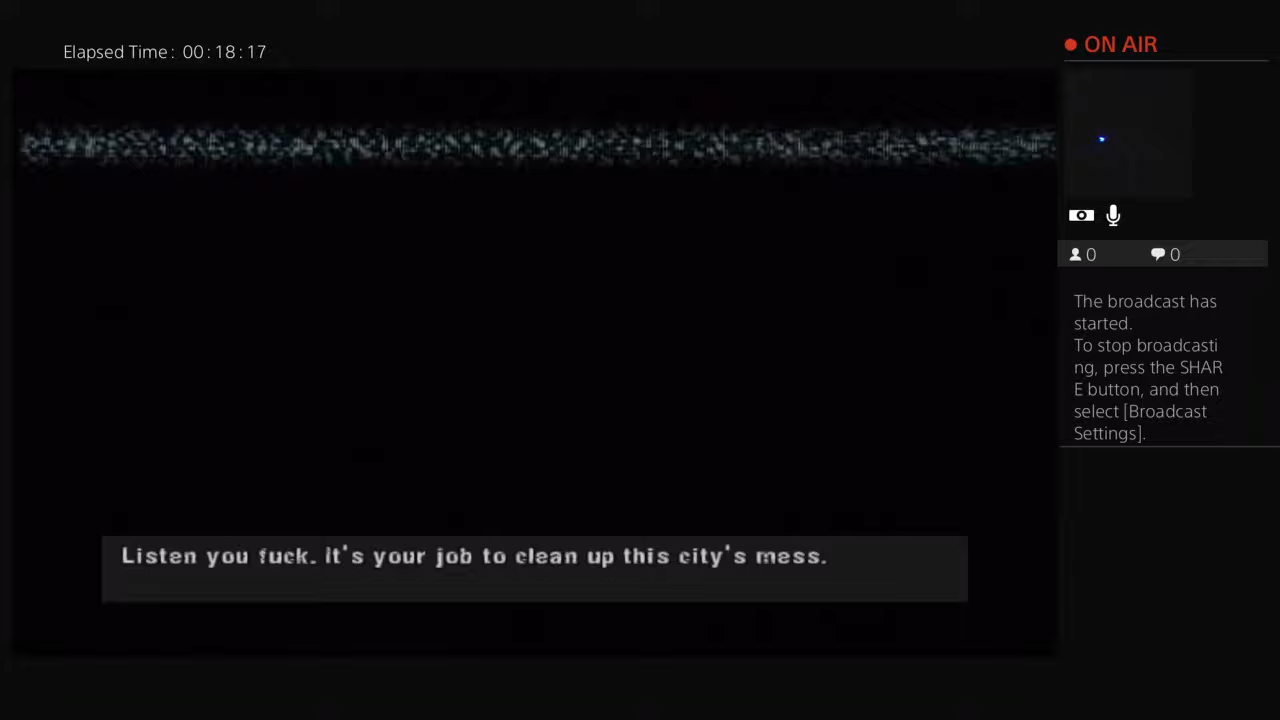 Elapsed Time: 00:18:17
ON AIR
0 0
The broadcast has
started.
To stop broadcasti
ng, press the SHAR
E button, and then
select [Broadcast
Settings].
Listen you fuck. It's your job to clean up this city's mess.